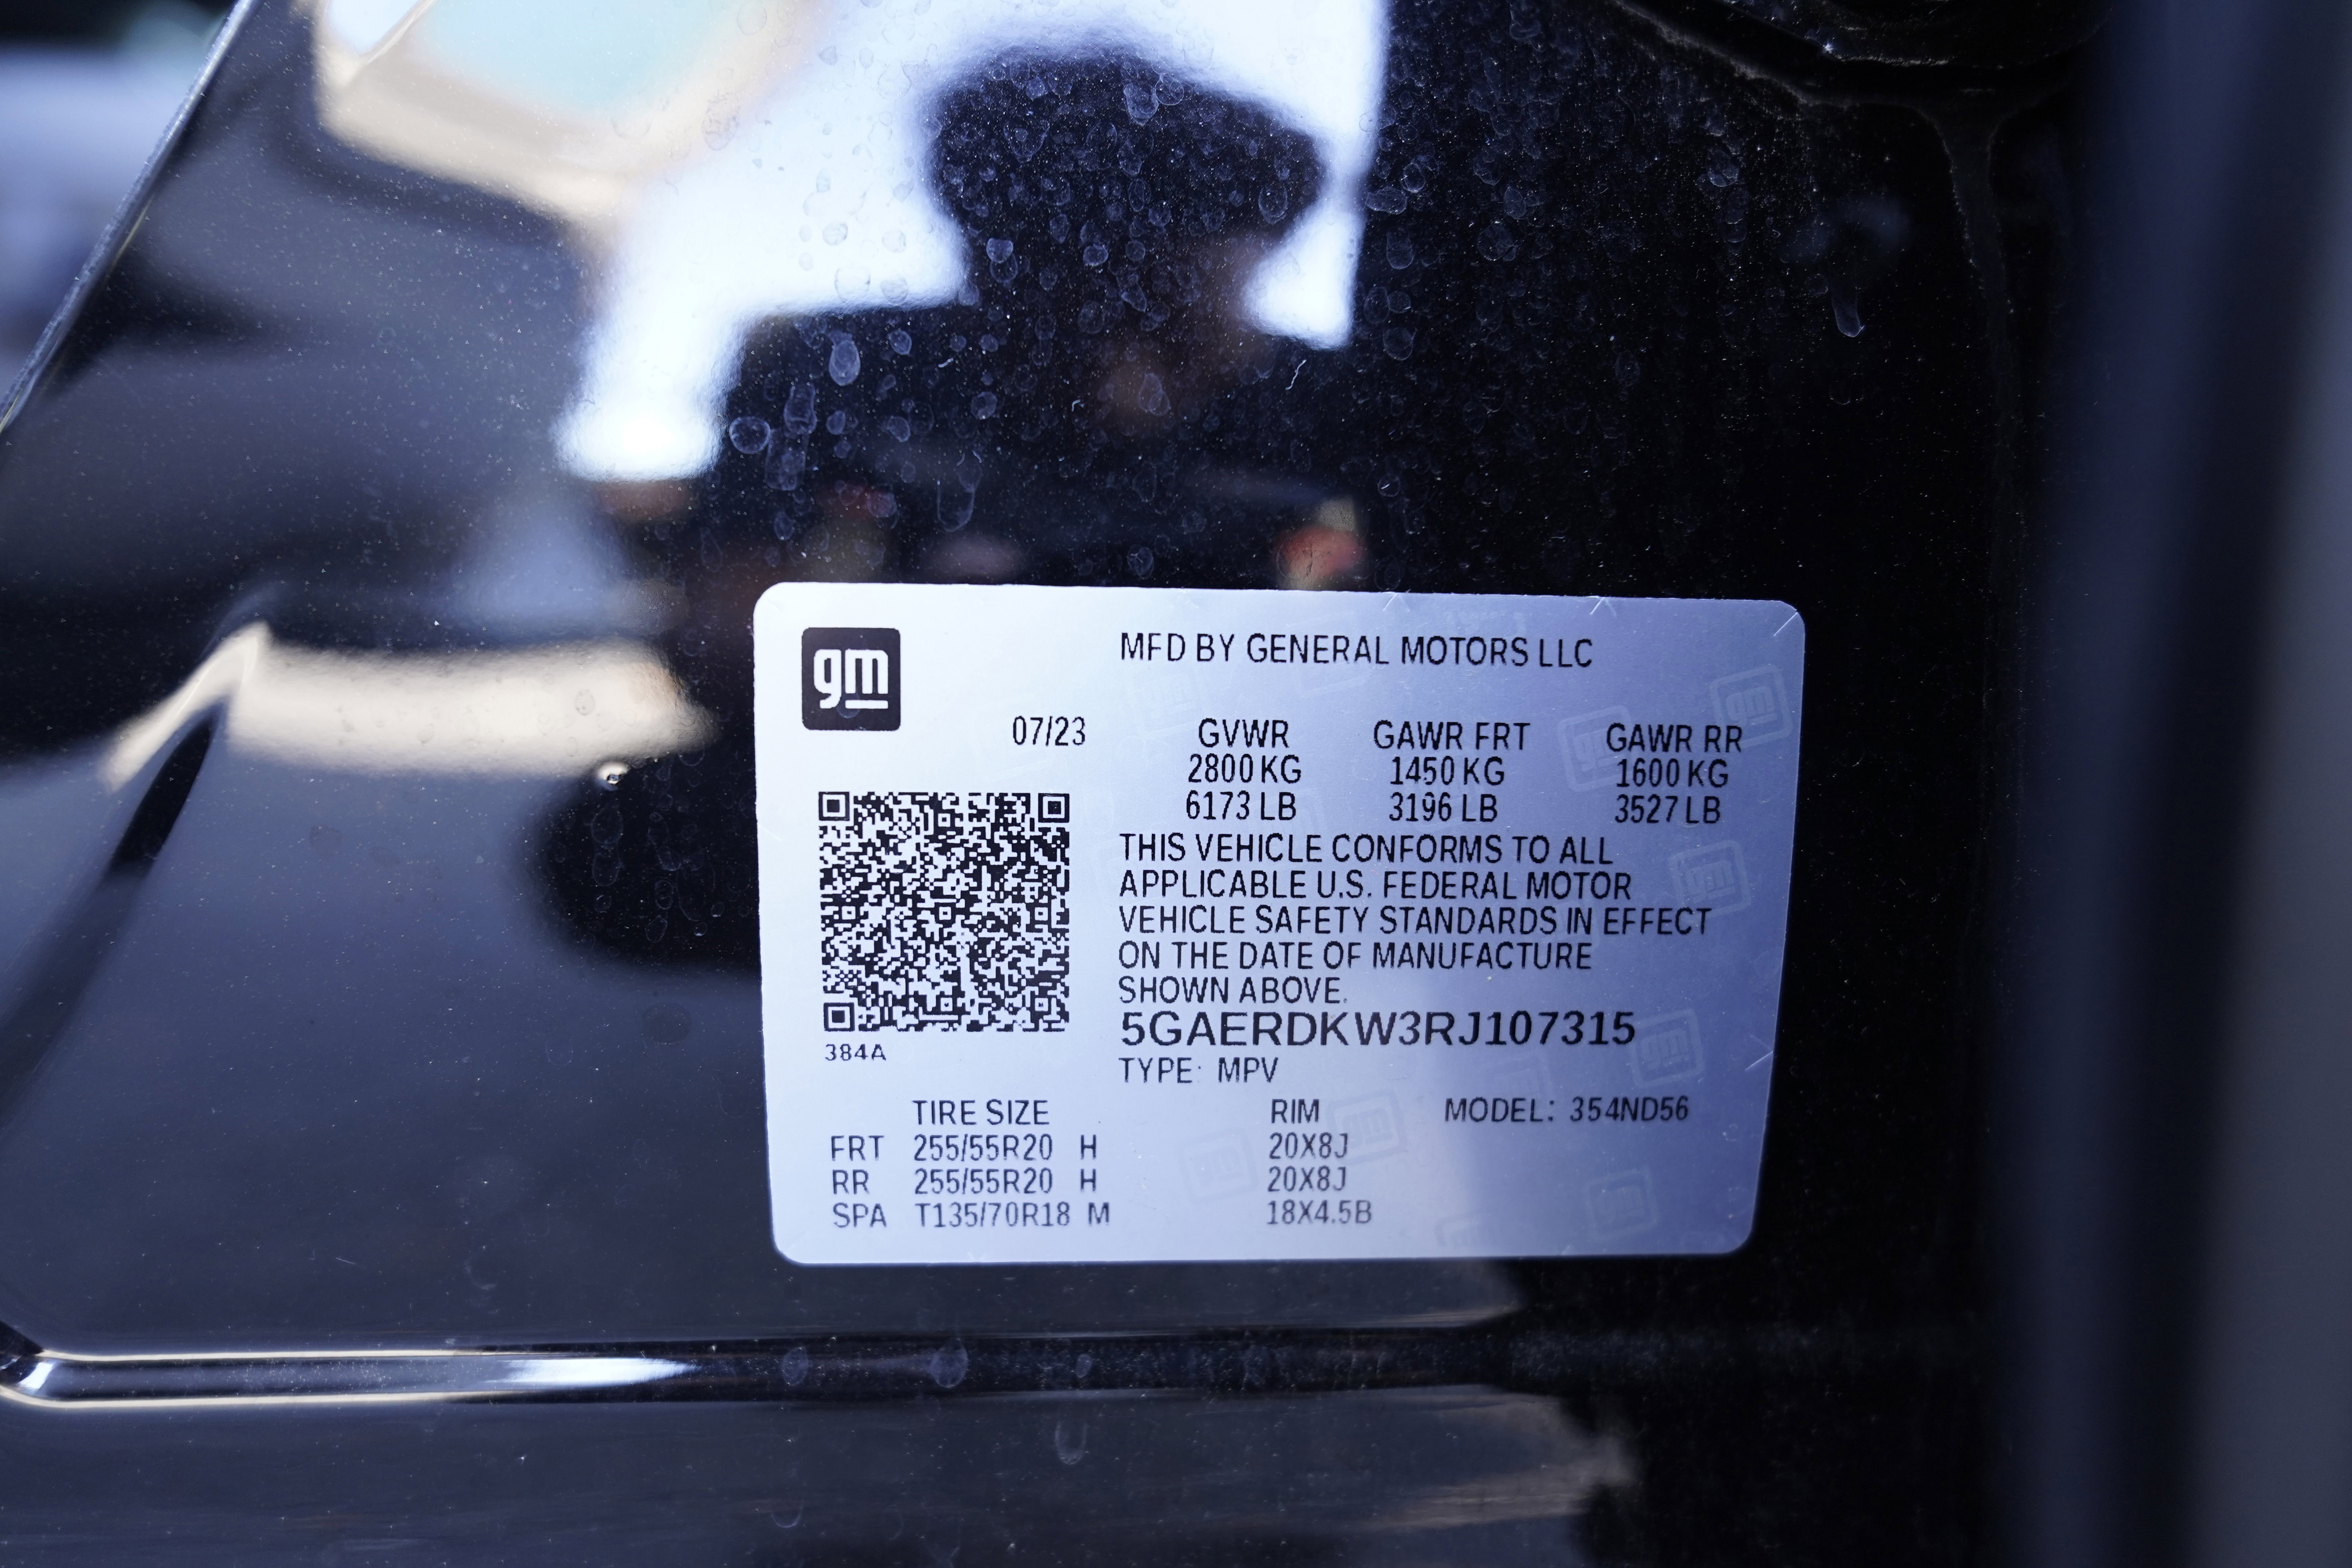 gm
MFD BY GENERAL MOTORS LLC
07/23 GVWR GAWR FRT GAWR RR
2800 KG 1450 KG 1600 KG
6173 LB 3196 LB 3527 LB
THIS VEHICLE CONFORMS TO ALL
APPLICABLE U.S. FEDERAL MOTOR
VEHICLE SAFETY STANDARDS IN EFFECT
ON THE DATE OF MANUFACTURE
SHOWN ABOVE.
5GAERDKW3RJ107315
384A
TYPE: MPV
TIRE SIZE RIM MODEL: 354ND56
FRT 255/55R20 H 20X8J
RR 255/55R20 H 20X8J
SPA T135/70R18 M 18X4.5B